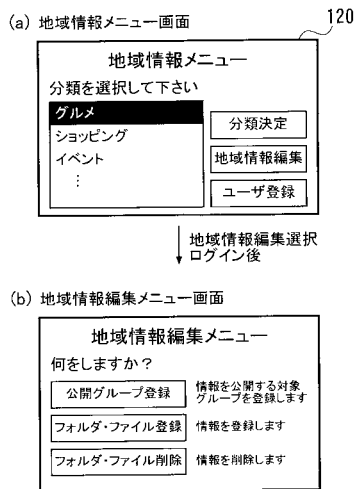 (a) 地域情報メニュー画面
120
地域情報メニュー
分類を選択して下さい
グルメ
ショッピング
イベント
⋮
分類決定
地域情報編集
ユーザ登録
地域情報編集選択
ログイン後
(b) 地域情報編集メニュー画面
地域情報編集メニュー
何をしますか？
公開グループ登録
情報を公開する対象
グループを登録します
フォルダ・ファイル登録
情報を登録します
フォルダ・ファイル削除
情報を削除します